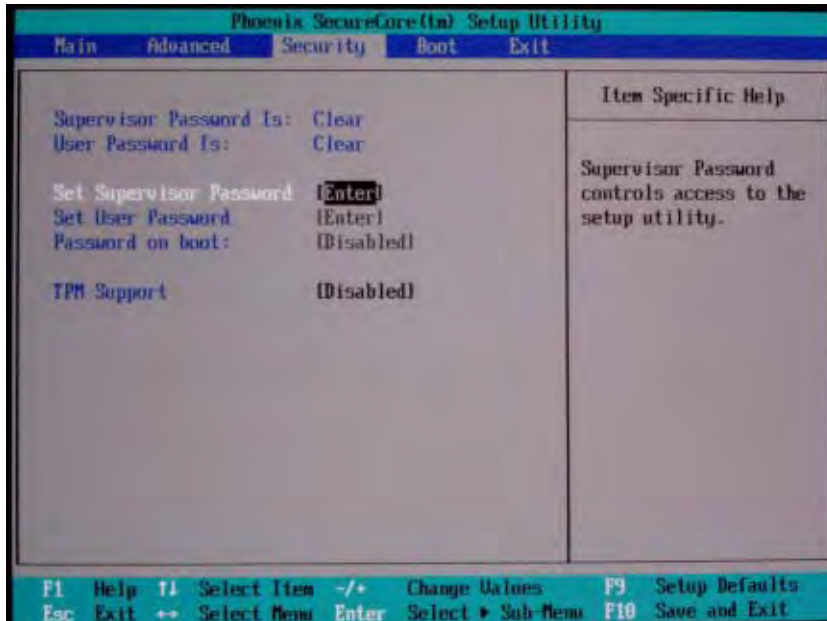 Phoenix SecureCore(tm) Setup Utility
Main Advanced Security Boot Exit
Item Specific Help
Supervisor Password Is: Clear
User Password Is: Clear
Set Supervisor Password [Enter]
Set User Password [Enter]
Password on boot: [Disabled]
TPM Support [Disabled]
Supervisor Password
controls access to the
setup utility.
F1 Help ↑↓ Select Item -/+ Change Values F9 Setup Defaults
Esc Exit ↔ Select Menu Enter Select ▶ Sub-Menu F10 Save and Exit